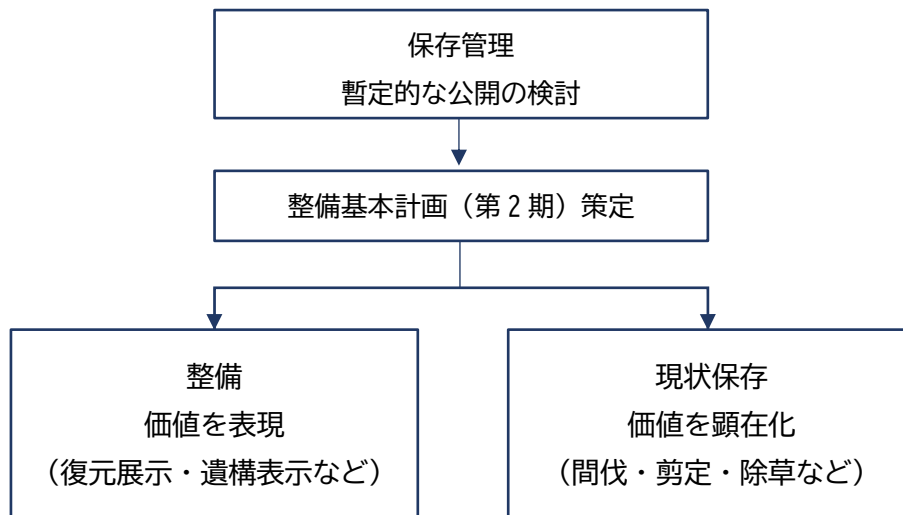 保存管理
暫定的な公開の検討
整備基本計画（第２期）策定
整備
価値を表現
（復元展示・遺構表示など）
現状保存
価値を顕在化
（間伐・剪定・除草など）